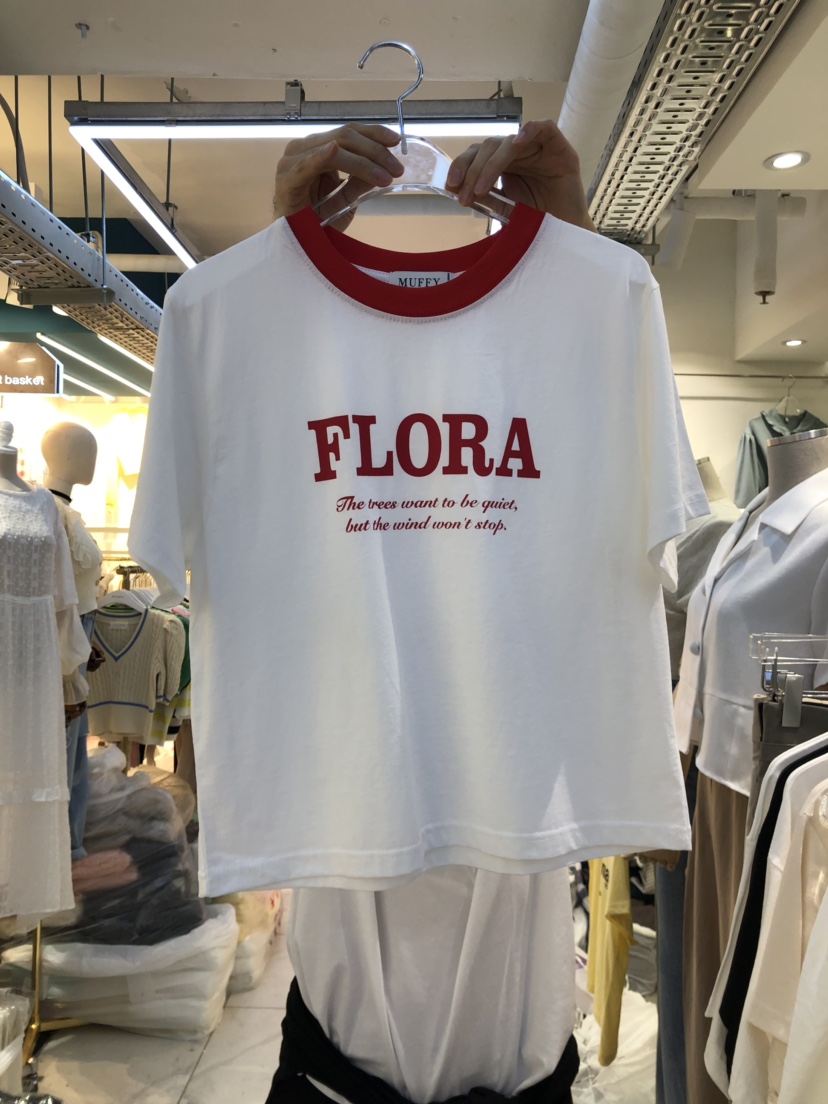 MUFFY
t basket
FLORA
The trees want to be quiet,
but the wind won't stop.